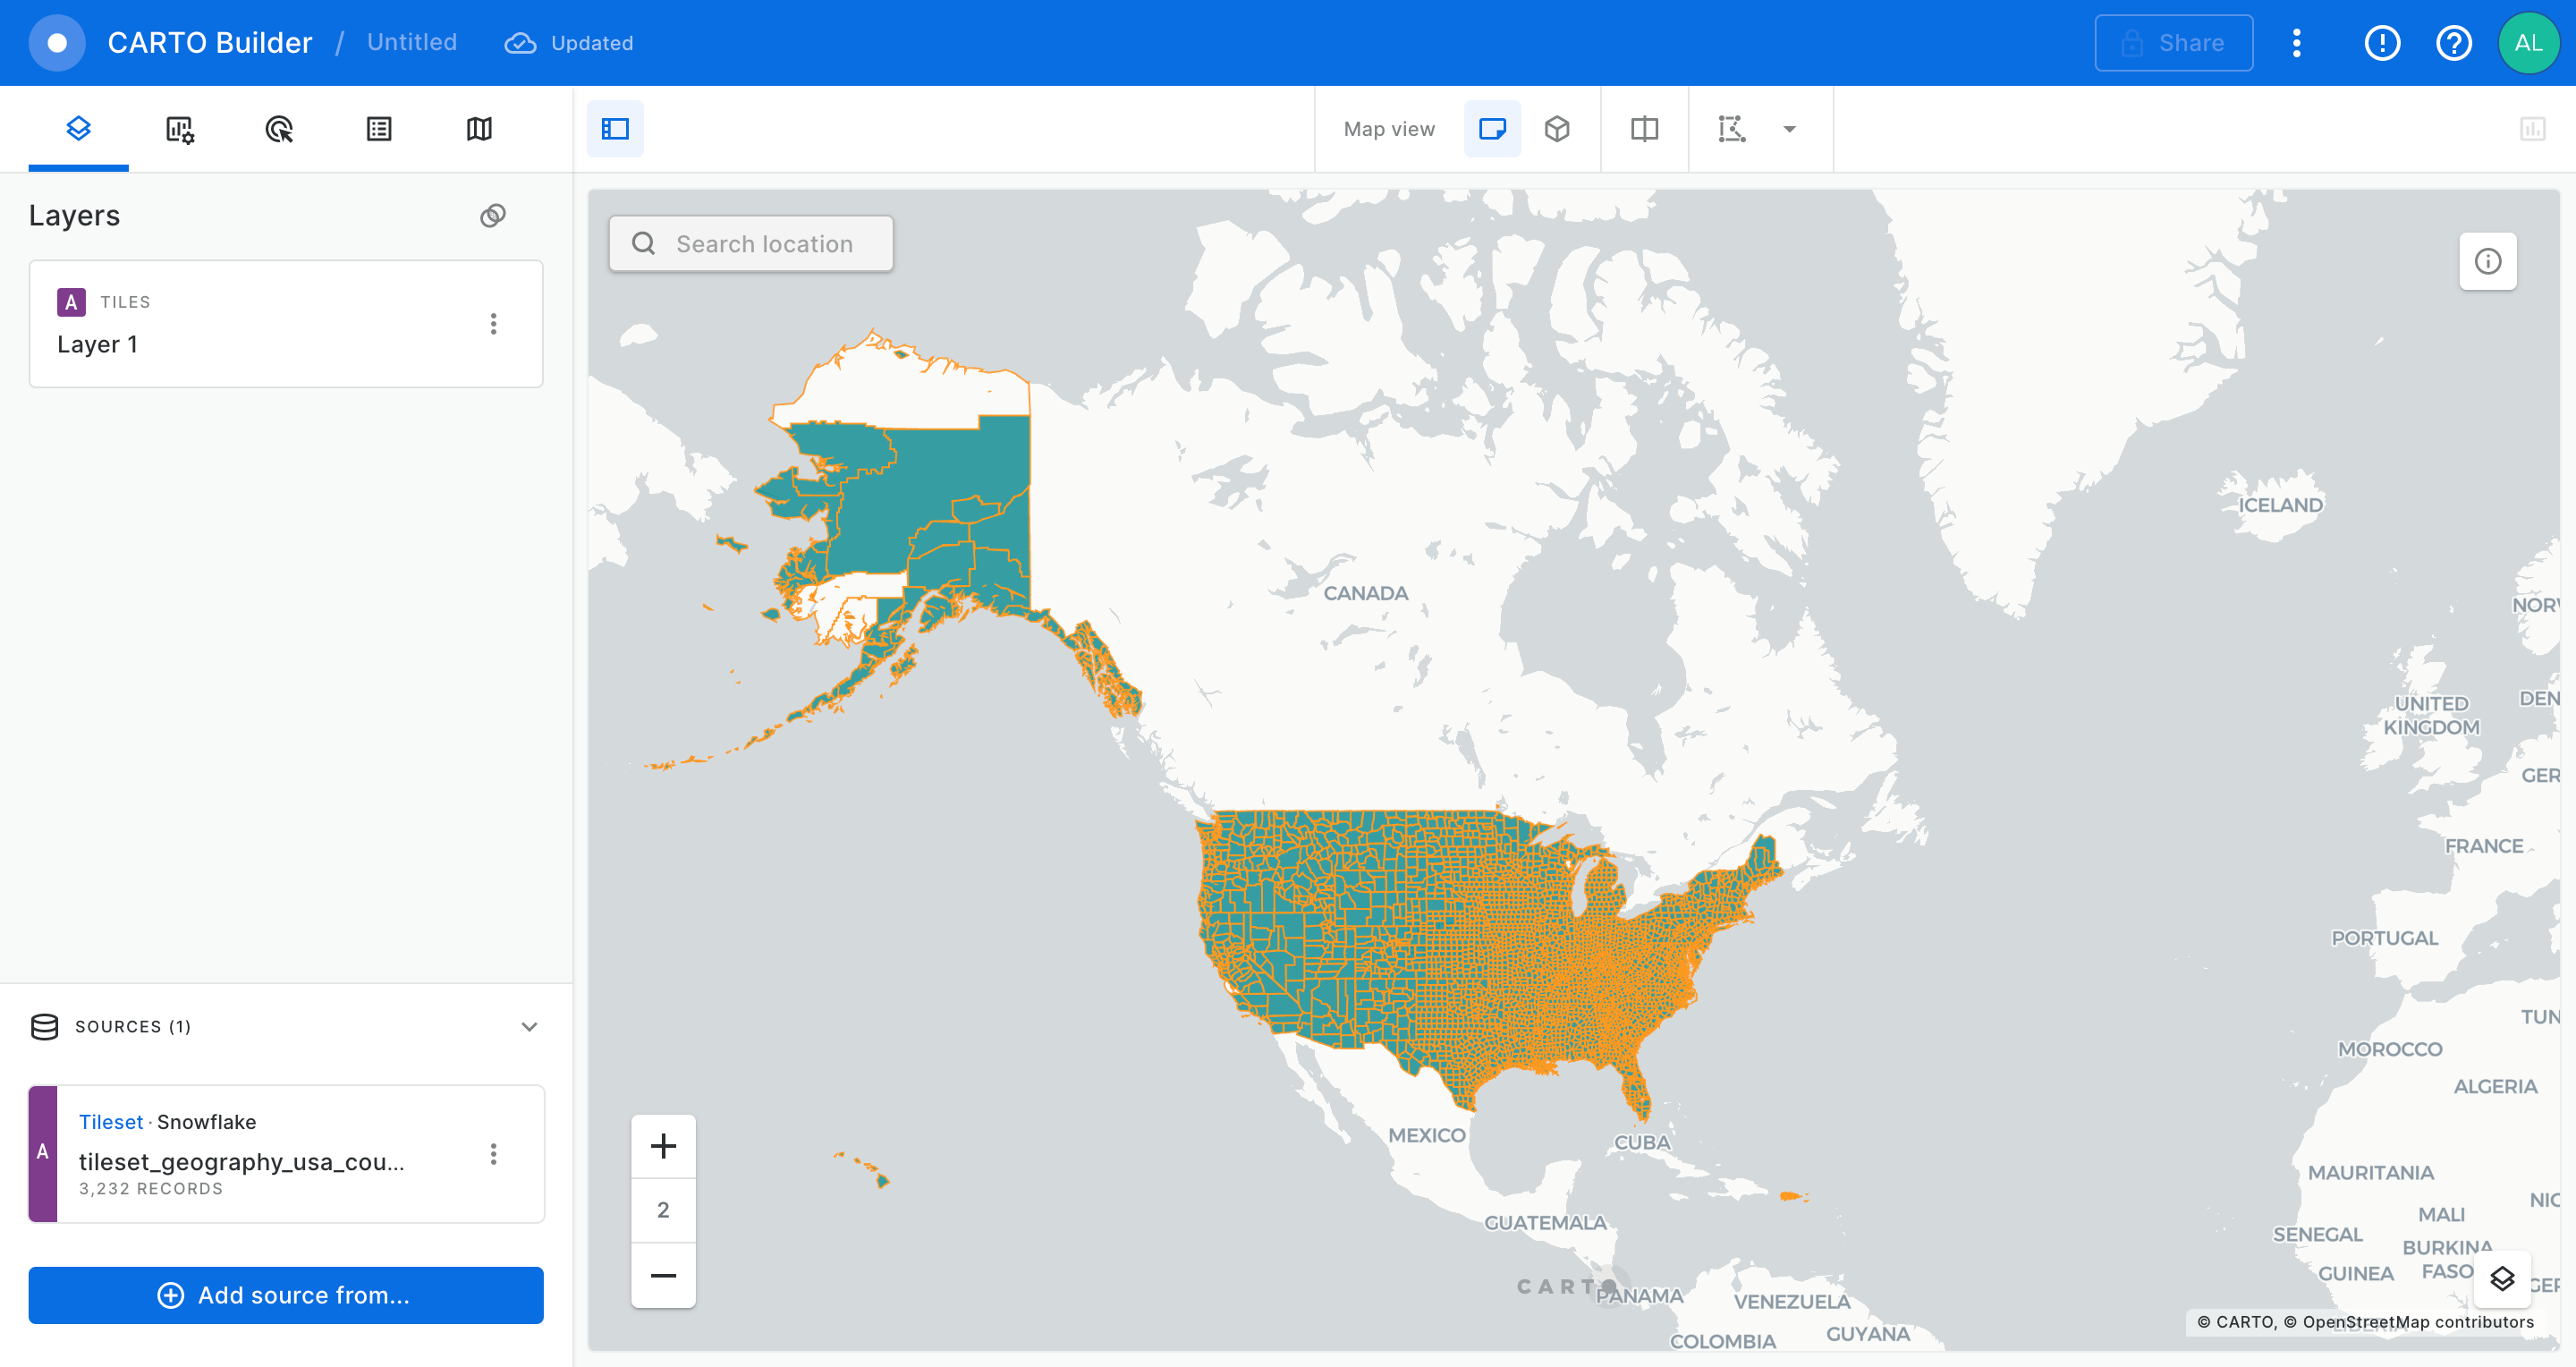 CARTO Builder / Untitled Updated Share AL
Map view
Layers
A TILES
Layer 1
SOURCES (1)
A
Tileset · Snowflake
tileset_geography_usa_cou...
3,232 RECORDS
Add source from...
Search location
ICELAND
CANADA
NORW
UNITED
KINGDOM
DEN
GER
FRANCE
PORTUGAL
TUN
MOROCCO
ALGERIA
MEXICO
CUBA
MAURITANIA
NIG
GUATEMALA
MALI
SENEGAL
BURKINA
FASO
GUINEA
2
CARTO
PANAMA
VENEZUELA
COLOMBIA
GUYANA
© CARTO, © OpenStreetMap contributors